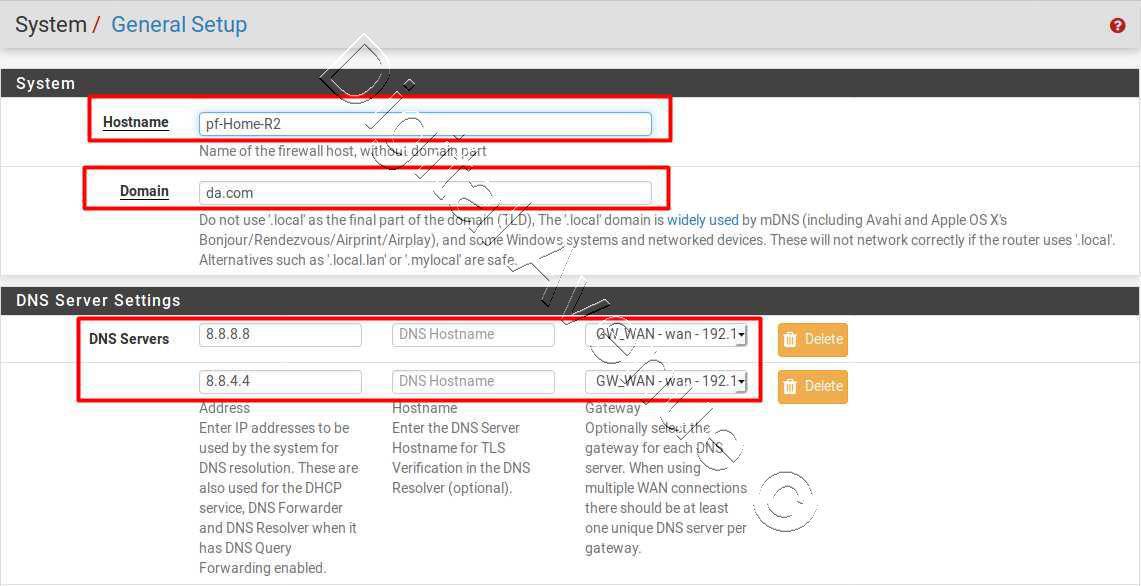 System / General Setup
System
Hostname
pf-Home-R2
Name of the firewall host, without domain part
Domain
da.com
Do not use '.local' as the final part of the domain (TLD), The '.local' domain is widely used by mDNS (including Avahi and Apple OS X's
Bonjour/Rendezvous/Airprint/Airplay), and some Windows systems and networked devices. These will not network correctly if the router uses '.local'.
Alternatives such as '.local.lan' or '.mylocal' are safe.
DNS Server Settings
DNS Servers
8.8.8.8
DNS Hostname
GW_WAN - wan - 192.1
Delete
8.8.4.4
DNS Hostname
GW_WAN - wan - 192.1
Delete
Address
Enter IP addresses to be
used by the system for
DNS resolution. These are
also used for the DHCP
service, DNS Forwarder
and DNS Resolver when it
has DNS Query
Forwarding enabled.
Hostname
Enter the DNS Server
Hostname for TLS
Verification in the DNS
Resolver (optional).
Gateway
Optionally select the
gateway for each DNS
server. When using
multiple WAN connections
there should be at least
one unique DNS server per
gateway.